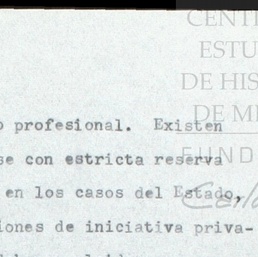 CENT
ESTU
DE HIS
DE ME
FUND
o profesional. Existen
se con estricta reserva
en los casos del Estado,
iones de iniciativa priva-